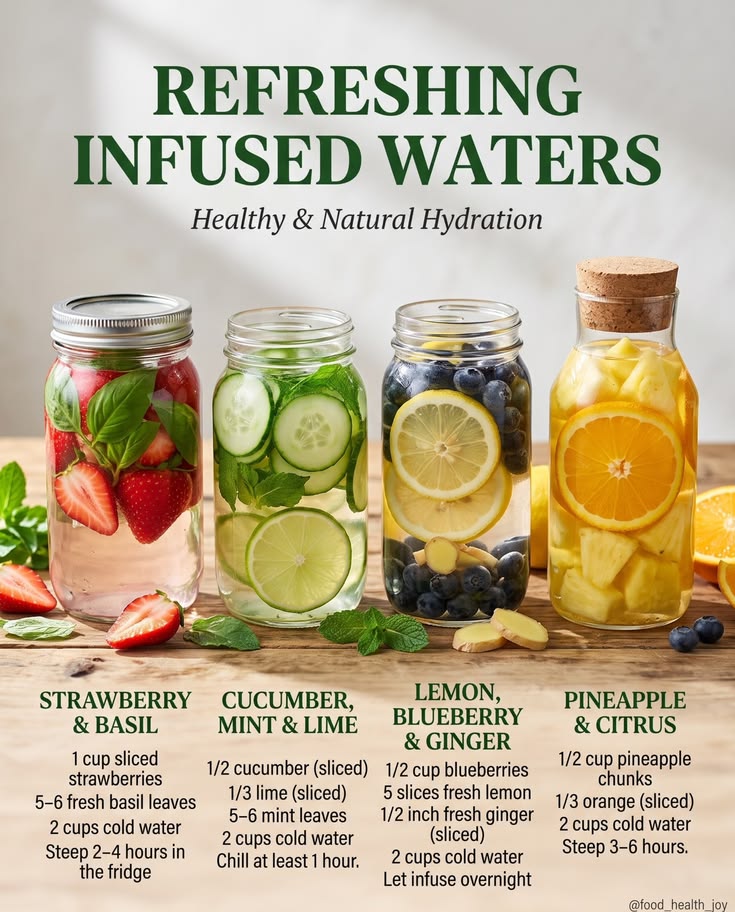 REFRESHING
INFUSED WATERS
Healthy & Natural Hydration
STRAWBERRY
& BASIL
1 cup sliced
strawberries
5–6 fresh basil leaves
2 cups cold water
Steep 2–4 hours in
the fridge
CUCUMBER,
MINT & LIME
1/2 cucumber (sliced)
1/3 lime (sliced)
5–6 mint leaves
2 cups cold water
Chill at least 1 hour.
LEMON,
BLUEBERRY
& GINGER
1/2 cup blueberries
5 slices fresh lemon
1/2 inch fresh ginger
(sliced)
2 cups cold water
Let infuse overnight
PINEAPPLE
& CITRUS
1/2 cup pineapple
chunks
1/3 orange (sliced)
2 cups cold water
Steep 3–6 hours.
@food_health_joy